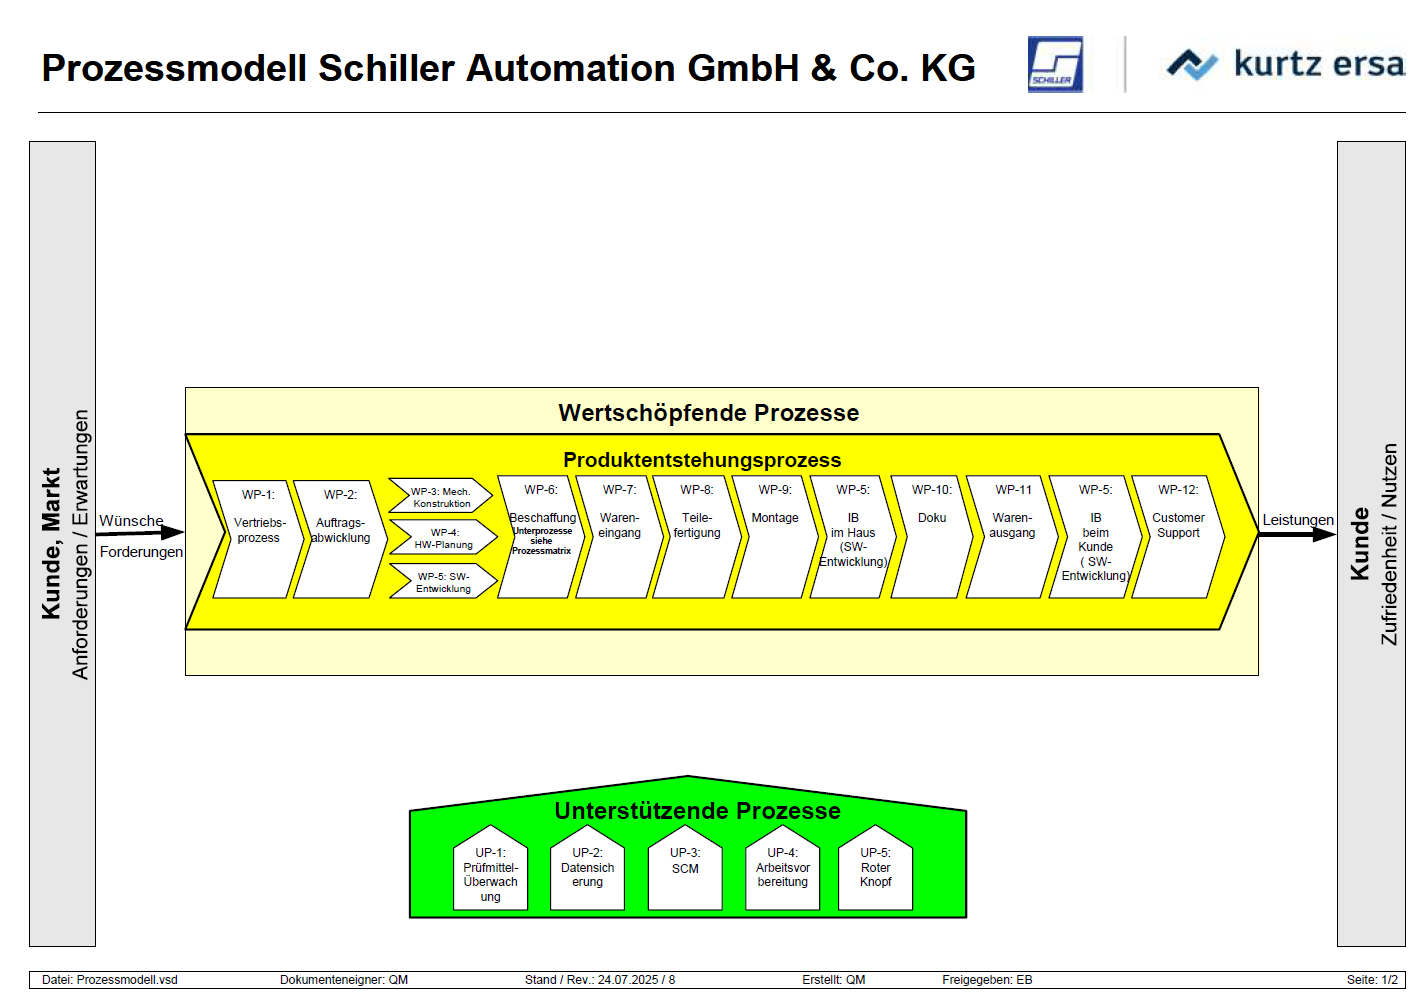 Prozessmodell Schiller Automation GmbH & Co. KG
SCHILLER
kurtz ersa
Kunde, Markt
Anforderungen / Erwartungen
Wünsche
Forderungen
Wertschöpfende Prozesse
Produktentstehungsprozess
WP-1:
Vertriebs-
prozess
WP-2:
Auftrags-
abwicklung
WP-3: Mech.
Konstruktion
WP-4:
HW-Planung
WP-5: SW-
Entwicklung
WP-6:
Beschaffung
Unterprozesse
siehe
Prozessmatrix
WP-7:
Waren-
eingang
WP-8:
Teile-
fertigung
WP-9:
Montage
WP-5:
IB
im Haus
(SW-
Entwicklung)
WP-10:
Doku
WP-11
Waren-
ausgang
WP-5:
IB
beim
Kunde
( SW-
Entwicklung)
WP-12:
Customer
Support
Leistungen
Kunde
Zufriedenheit / Nutzen
Unterstützende Prozesse
UP-1:
Prüfmittel-
Überwach
ung
UP-2:
Datensich
erung
UP-3:
SCM
UP-4:
Arbeitsvor
bereitung
UP-5:
Roter
Knopf
Datei: Prozessmodell.vsd
Dokumenteneigner: QM
Stand / Rev.: 24.07.2025 / 8
Erstellt: QM
Freigegeben: EB
Seite: 1/2